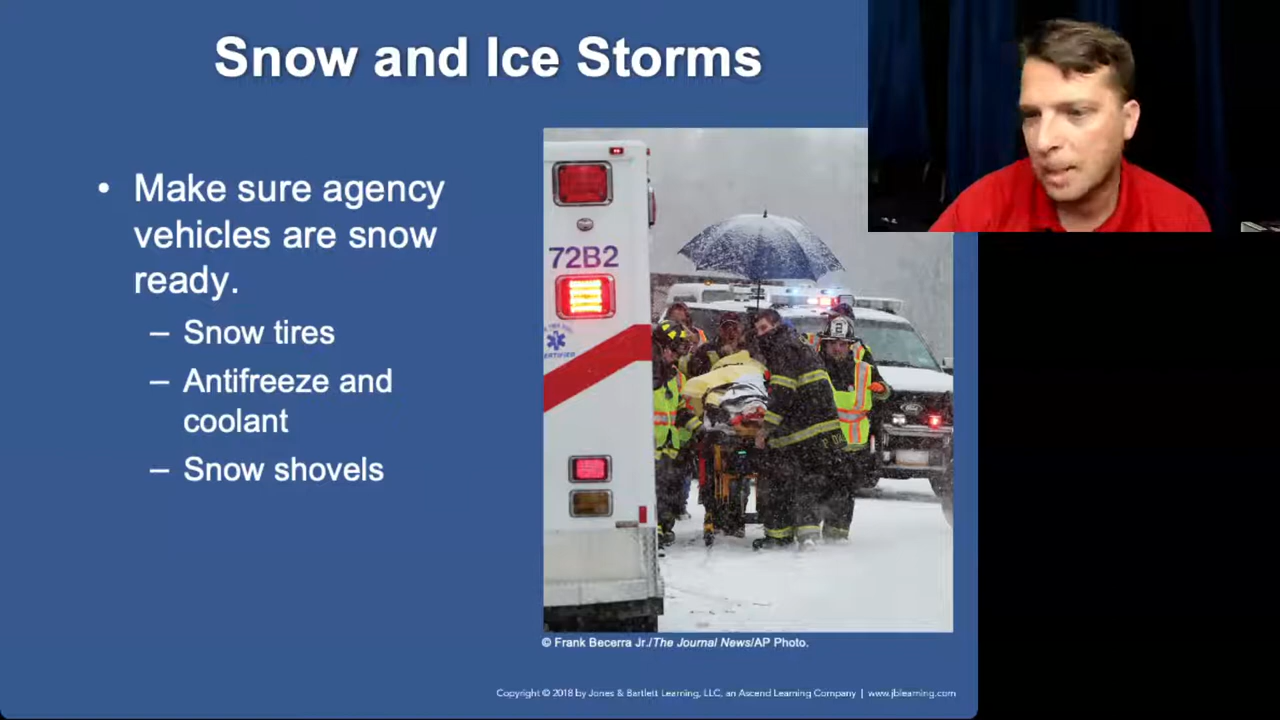 Snow and Ice Storms
• Make sure agency
vehicles are snow
ready.
– Snow tires
– Antifreeze and
coolant
– Snow shovels
72B2
© Frank Becerra Jr./The Journal News/AP Photo.
Copyright © 2018 by Jones & Bartlett Learning, LLC, an Ascend Learning Company | www.jblearning.com